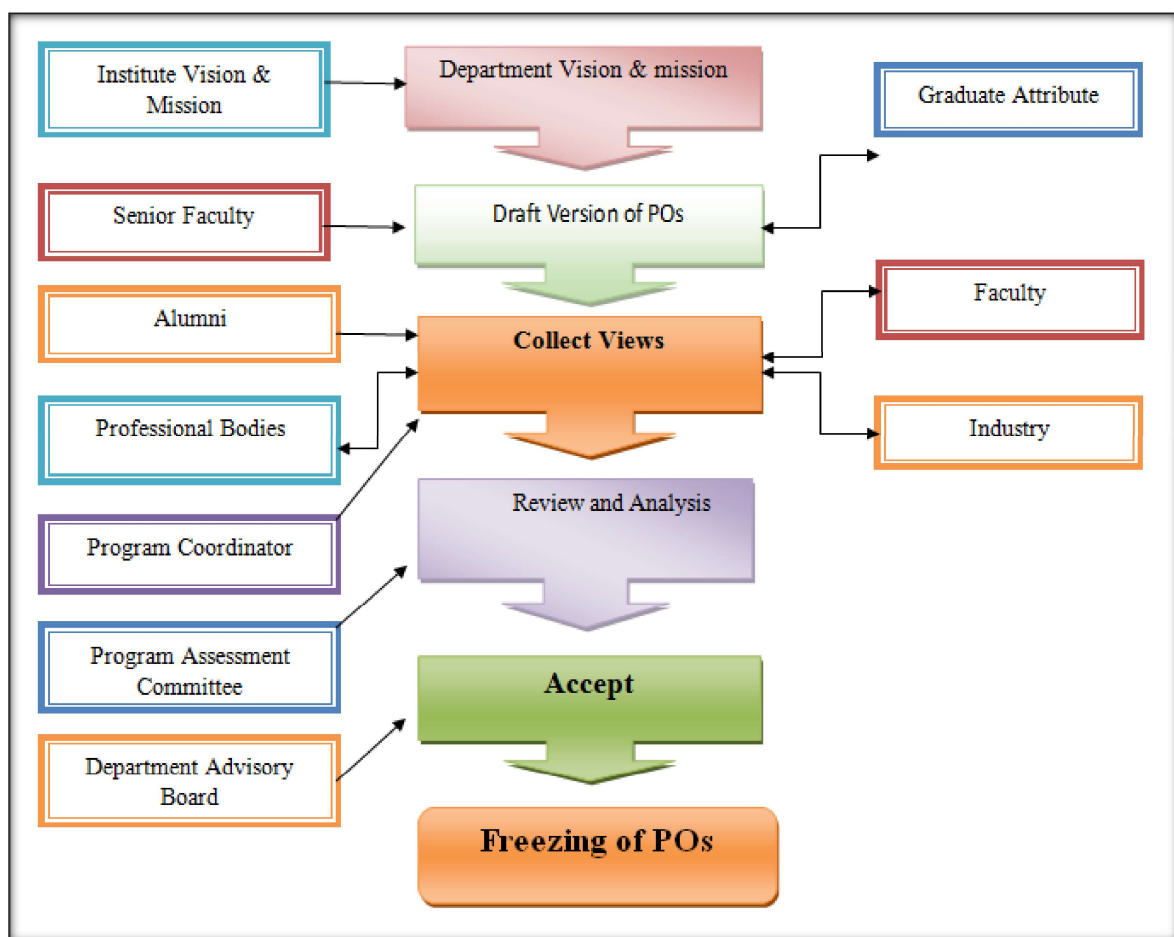 Institute Vision &
Mission
Department Vision & mission
Graduate Attribute
Senior Faculty
Draft Version of POs
Alumni
Collect Views
Faculty
Professional Bodies
Industry
Program Coordinator
Review and Analysis
Program Assessment
Committee
Accept
Department Advisory
Board
Freezing of POs